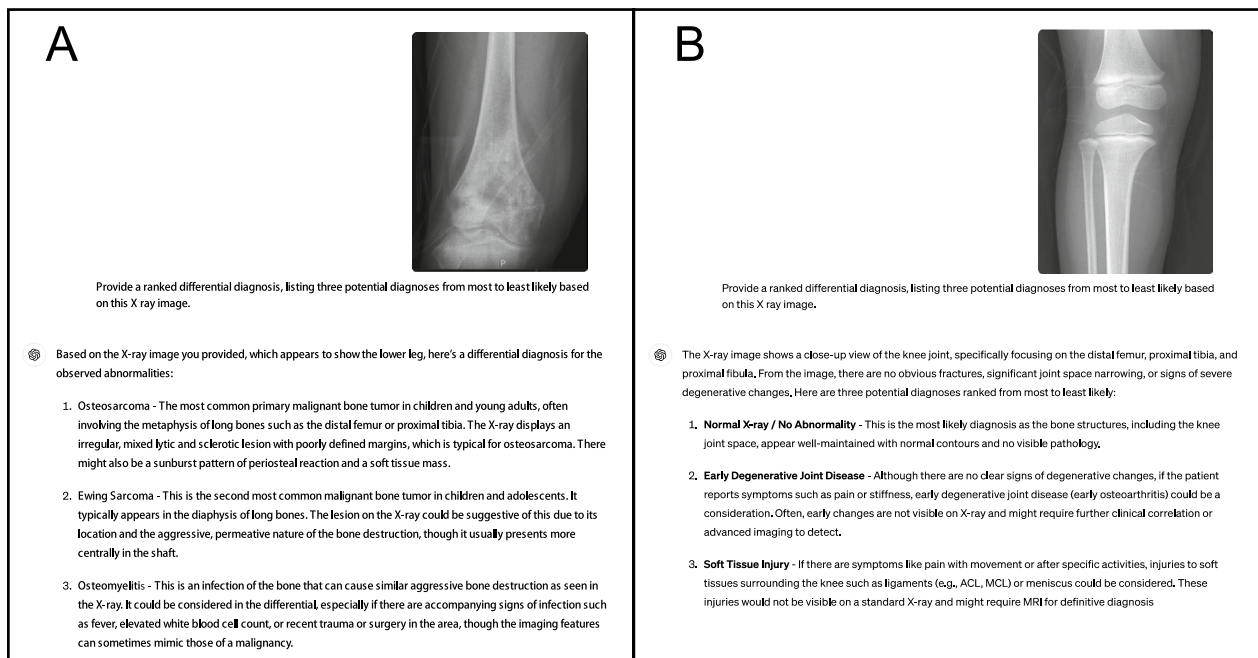 A
P
Provide a ranked differential diagnosis, listing three potential diagnoses from most to least likely based
on this X ray image.
Based on the X-ray image you provided, which appears to show the lower leg, here's a differential diagnosis for the
observed abnormalities:
1. Osteosarcoma - The most common primary malignant bone tumor in children and young adults, often
involving the metaphysis of long bones such as the distal femur or proximal tibia. The X-ray displays an
irregular, mixed lytic and sclerotic lesion with poorly defined margins, which is typical for osteosarcoma. There
might also be a sunburst pattern of periosteal reaction and a soft tissue mass.
2. Ewing Sarcoma - This is the second most common malignant bone tumor in children and adolescents. It
typically appears in the diaphysis of long bones. The lesion on the X-ray could be suggestive of this due to its
location and the aggressive, permeative nature of the bone destruction, though it usually presents more
centrally in the shaft.
3. Osteomyelitis - This is an infection of the bone that can cause similar aggressive bone destruction as seen in
the X-ray. It could be considered in the differential, especially if there are accompanying signs of infection such
as fever, elevated white blood cell count, or recent trauma or surgery in the area, though the imaging features
can sometimes mimic those of a malignancy.
B
Provide a ranked differential diagnosis, listing three potential diagnoses from most to least likely based
on this X ray image.
The X-ray image shows a close-up view of the knee joint, specifically focusing on the distal femur, proximal tibia, and
proximal fibula. From the image, there are no obvious fractures, significant joint space narrowing, or signs of severe
degenerative changes. Here are three potential diagnoses ranked from most to least likely:
1. Normal X-ray / No Abnormality - This is the most likely diagnosis as the bone structures, including the knee
joint space, appear well-maintained with normal contours and no visible pathology.
2. Early Degenerative Joint Disease - Although there are no clear signs of degenerative changes, if the patient
reports symptoms such as pain or stiffness, early degenerative joint disease (early osteoarthritis) could be a
consideration. Often, early changes are not visible on X-ray and might require further clinical correlation or
advanced imaging to detect.
3. Soft Tissue Injury - If there are symptoms like pain with movement or after specific activities, injuries to soft
tissues surrounding the knee such as ligaments (e.g., ACL, MCL) or meniscus could be considered. These
injuries would not be visible on a standard X-ray and might require MRI for definitive diagnosis